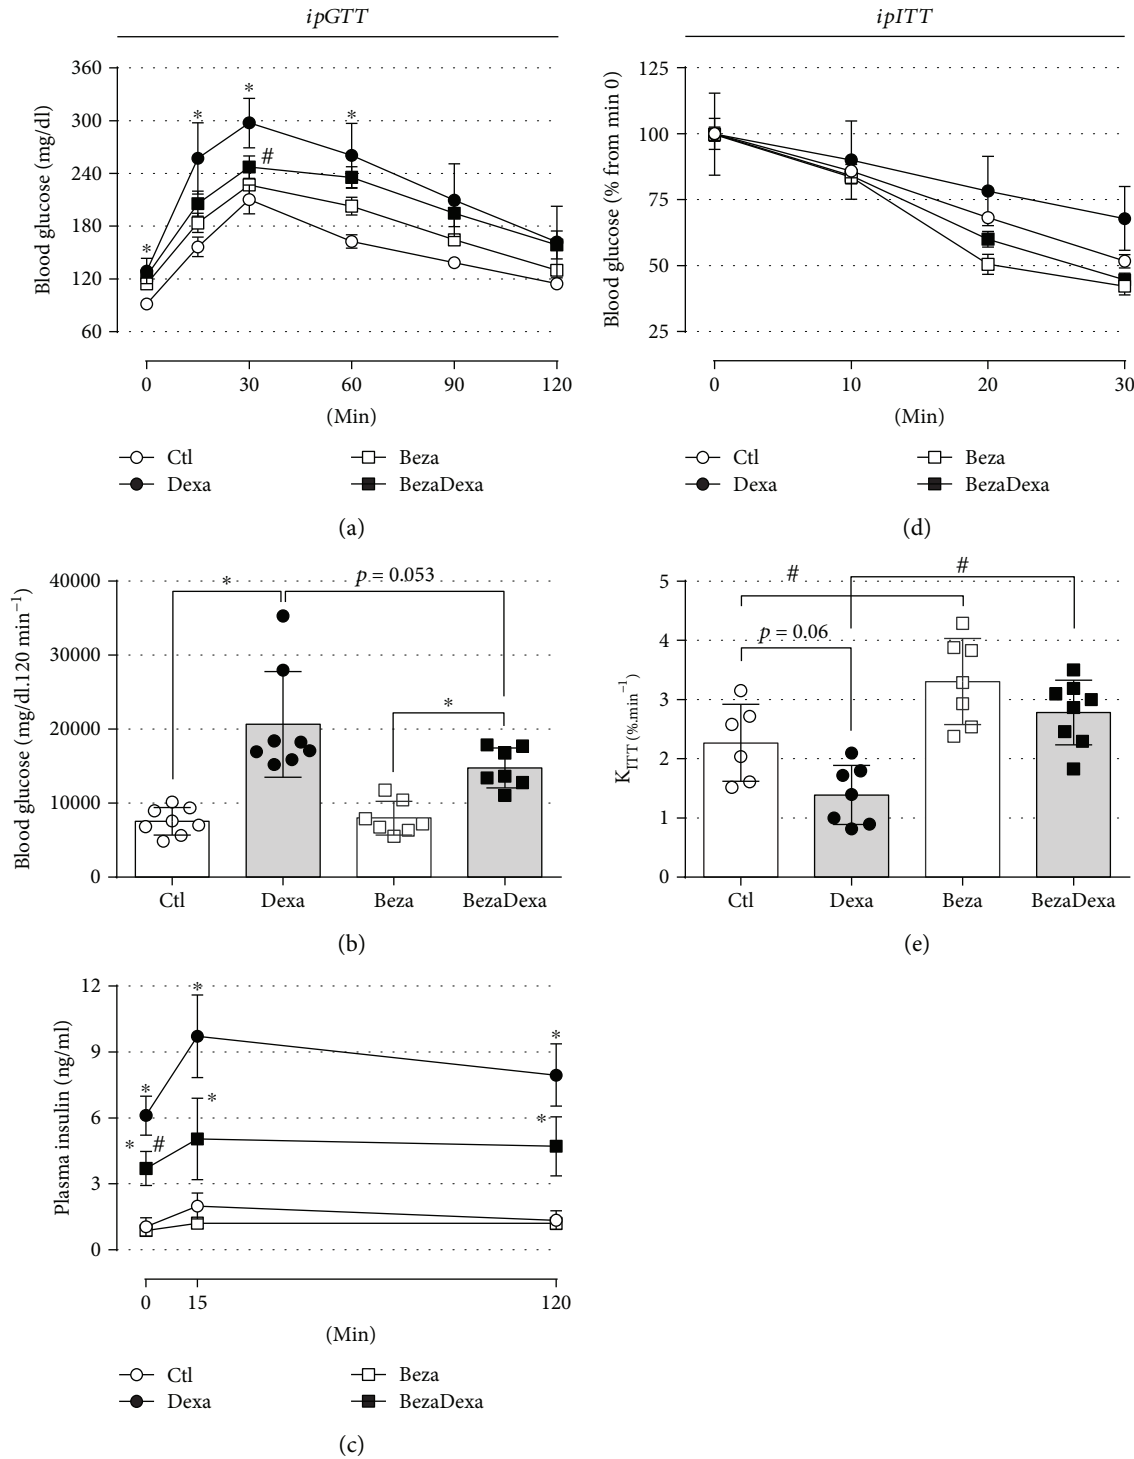 ipGTT
Blood glucose (mg/dl)
360
300
240
180
120
60
* * * # *
0 15 30 60 90 120
(Min)
Ctl Beza
Dexa BezaDexa
(a)
ipITT
Blood glucose (% from min 0)
125
100
75
50
25
0 10 20 30
(Min)
Ctl Beza
Dexa BezaDexa
(d)
Blood glucose (mg/dl.120 min⁻¹)
40000
30000
20000
10000
0
* p = 0.053
*
Ctl Dexa Beza BezaDexa
(b)
K_ITT (%.min⁻¹)
5
4
3
2
1
0
# #
p = 0.06
Ctl Dexa Beza BezaDexa
(e)
Plasma insulin (ng/ml)
12
9
6
3
0
* * *
* # * *
0 15 120
(Min)
Ctl Beza
Dexa BezaDexa
(c)